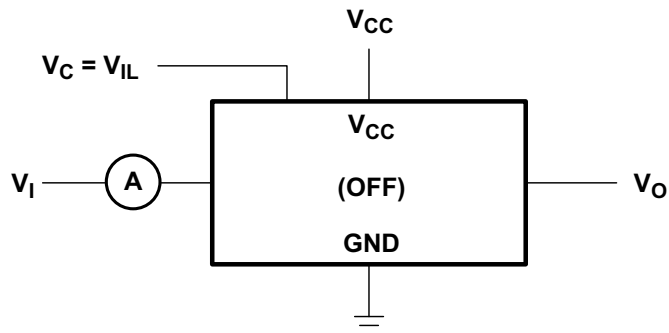 VCC
VC = VIL
VCC
VI
A
(OFF)
VO
GND